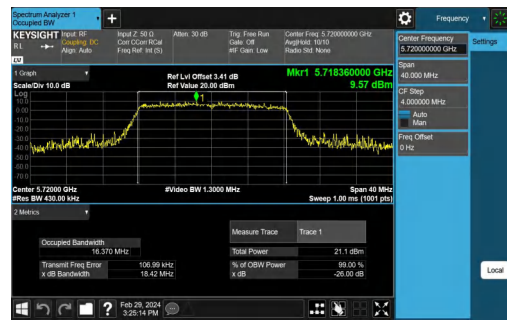 Spectrum Analyzer 1
Occupied BW
+
KEYSIGHT
RL
Input: RF
Coupling: DC
Align: Auto
Input Z: 50 Ω
Corr CCorr RCal
Freq Ref: Int (S)
Atten: 30 dB
Trig: Free Run
Gate: Off
#IF Gain: Low
Center Freq: 5.720000000 GHz
Avg|Hold: 10/10
Radio Std: None
LV
1 Graph
Scale/Div 10.0 dB
Ref Lvl Offset 3.41 dB
Ref Value 20.00 dBm
Mkr1 5.718360000 GHz
9.57 dBm
Log
10.0
0.00
-10.0
-20.0
-30.0
-40.0
-50.0
-60.0
-70.0
1
Center 5.72000 GHz
#Res BW 430.00 kHz
#Video BW 1.3000 MHz
Span 40 MHz
Sweep 1.00 ms (1001 pts)
2 Metrics
Measure Trace Trace 1
Occupied Bandwidth
16.370 MHz
Total Power 21.1 dBm
Transmit Freq Error 106.99 kHz
% of OBW Power 99.00 %
x dB Bandwidth 18.42 MHz
x dB -26.00 dB
Feb 29, 2024
3:25:14 PM
?
Frequency
Settings
Center Frequency
5.720000000 GHz
Span
40.000 MHz
CF Step
4.000000 MHz
Auto
Man
Freq Offset
0 Hz
Local